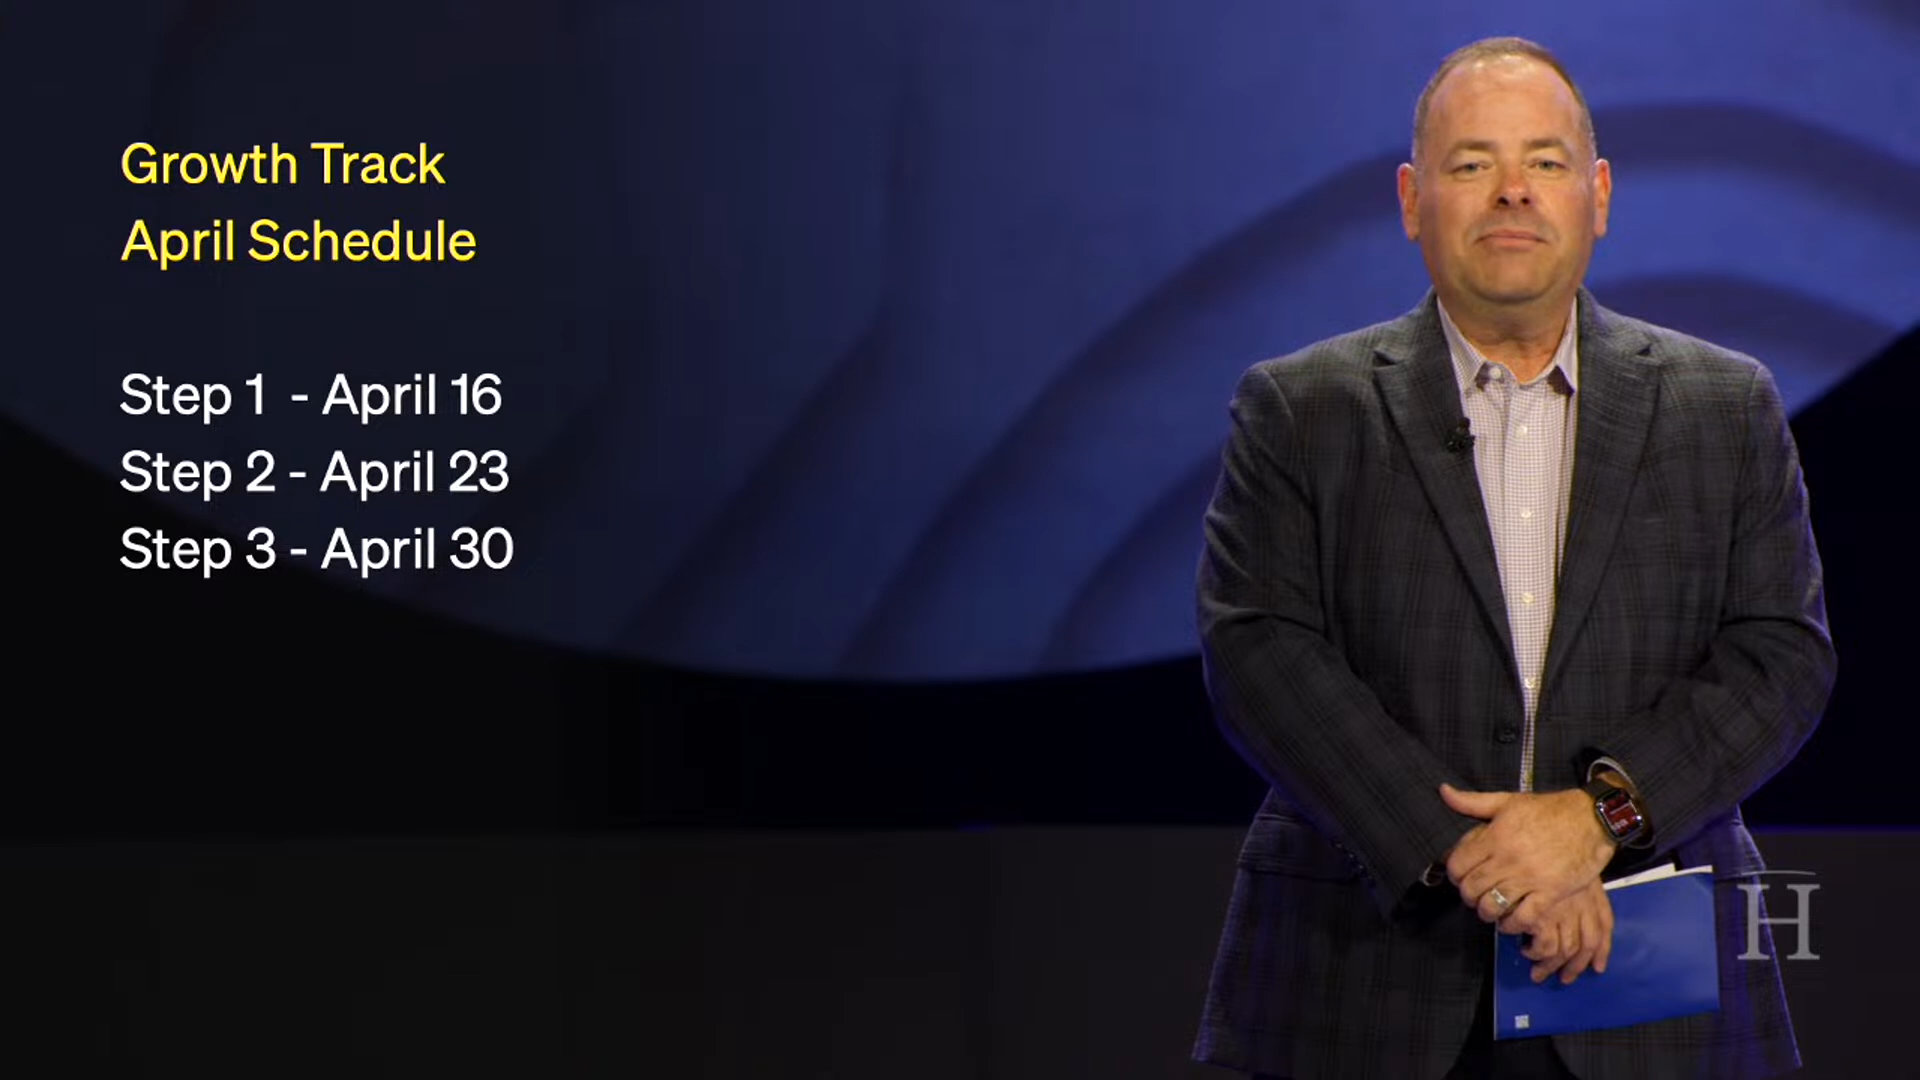 Growth Track
April Schedule
Step 1 - April 16
Step 2 - April 23
Step 3 - April 30
H